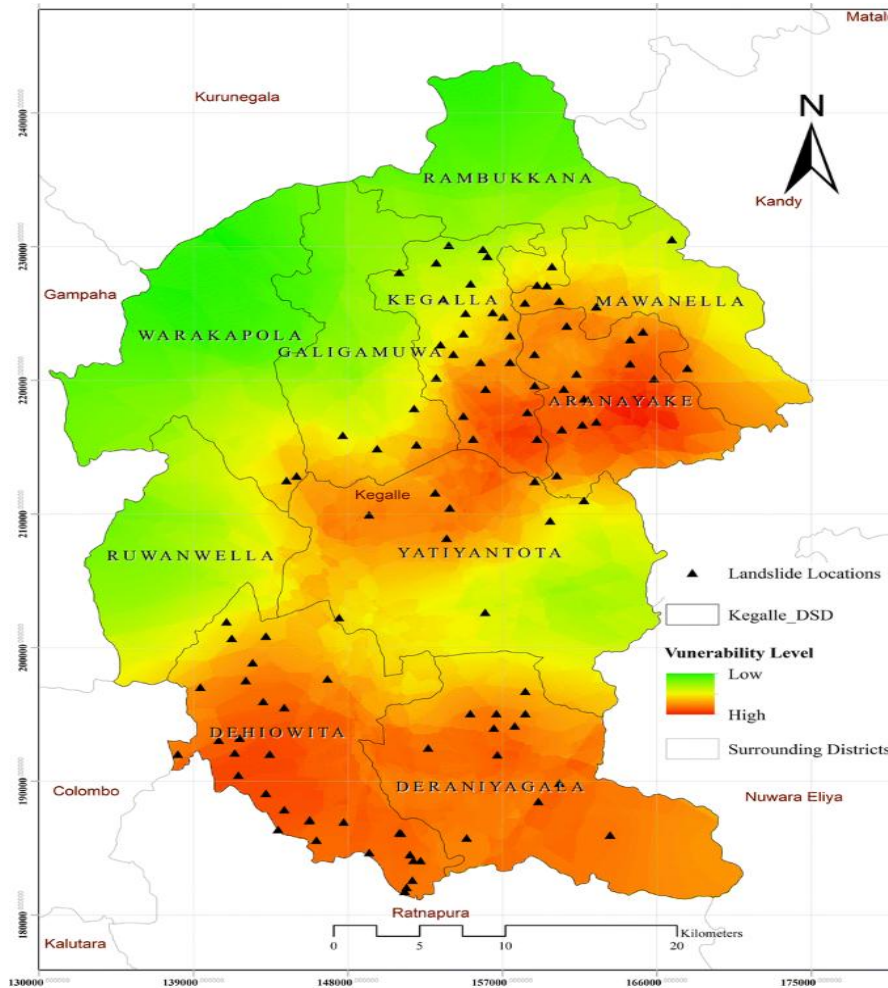 Matal
Kurunegala
N
240000
RAMBUKKANA
Kandy
230000
Gampaha
KEGALLA
MAWANELLA
WARAKAPOLA
GALIGAMUWA
220000
ARANAYAKE
Kegalle
210000
RUWANWELLA
YATIYANTOTA
Landslide Locations
Kegalle_DSD
200000
Vunerability Level
Low
High
DEHIOWITA
Surrounding Districts
DERANIYAGALA
190000
Colombo
Nuwara Eliya
Ratnapura
180000
Kilometers
0 5 10 20
Kalutara
130000 139000 148000 157000 166000 175000